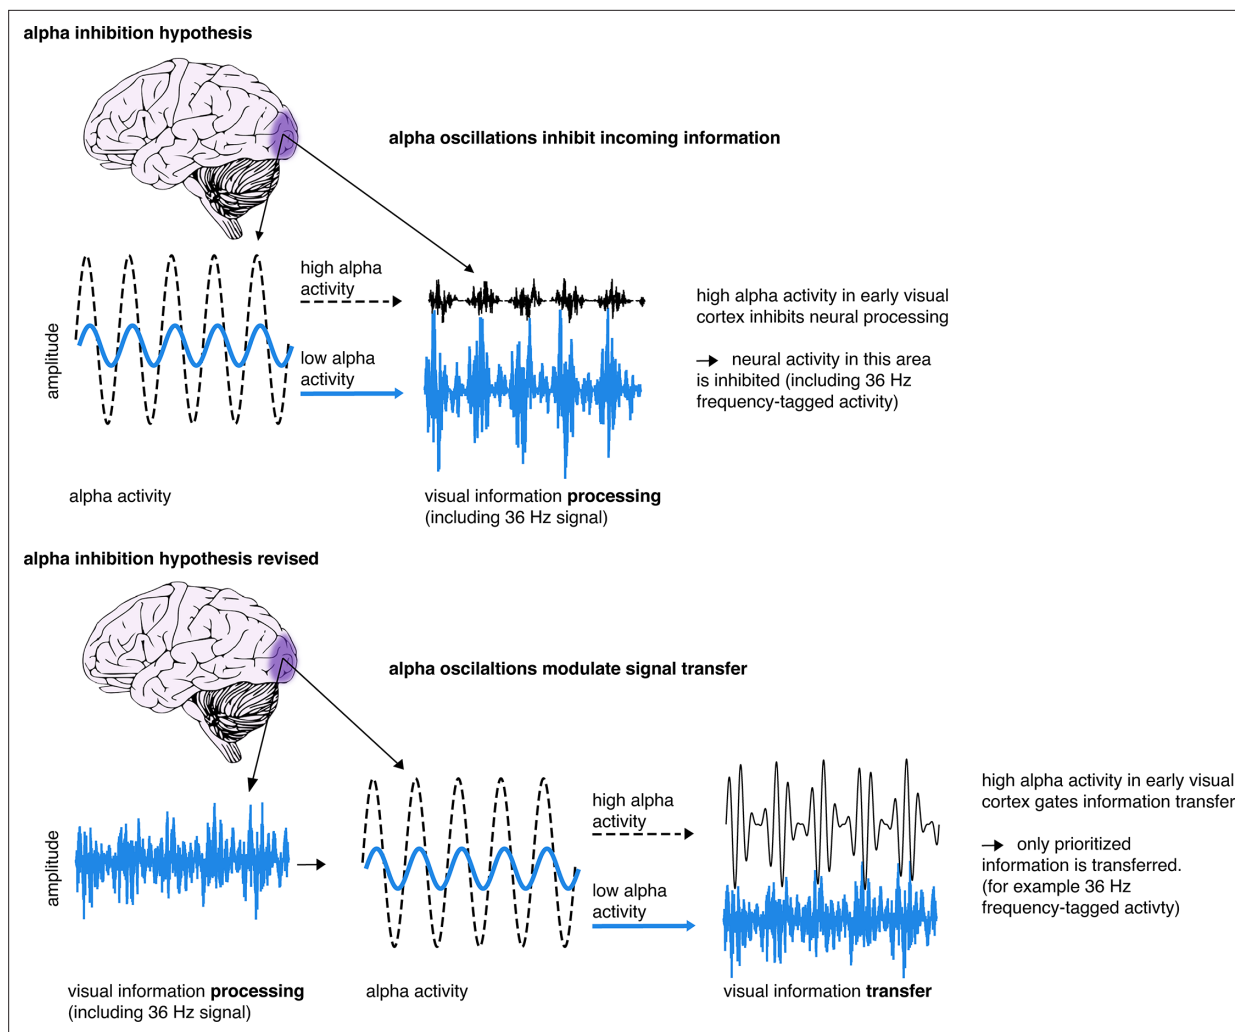 alpha inhibition hypothesis
alpha oscillations inhibit incoming information
high alpha
activity
low alpha
activity
amplitude
high alpha activity in early visual
cortex inhibits neural processing
→ neural activity in this area
is inhibited (including 36 Hz
frequency-tagged activity)
alpha activity
visual information processing
(including 36 Hz signal)
alpha inhibition hypothesis revised
alpha oscilaltions modulate signal transfer
amplitude
high alpha
activity
low alpha
activity
high alpha activity in early visual
cortex gates information transfer
→ only prioritized
information is transferred.
(for example 36 Hz
frequency-tagged activty)
visual information processing
(including 36 Hz signal)
alpha activity
visual information transfer